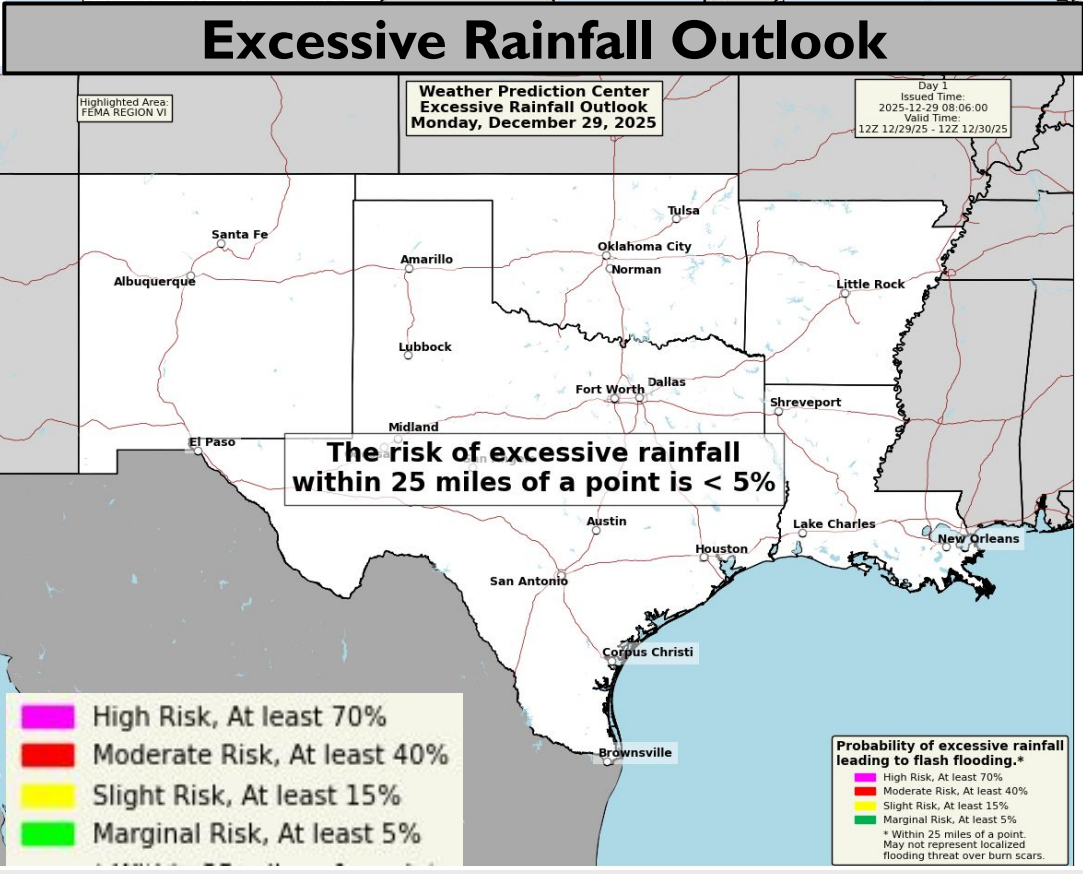 Excessive Rainfall Outlook
Highlighted Area:
FEMA REGION VI
Weather Prediction Center
Excessive Rainfall Outlook
Monday, December 29, 2025
Day 1
Issued Time:
2025-12-29 08:06:00
Valid Time:
12Z 12/29/25 - 12Z 12/30/25
Tulsa
Santa Fe
Oklahoma City
Amarillo
Norman
Albuquerque
Little Rock
Lubbock
Fort Worth
Dallas
Shreveport
Midland
El Paso
The risk of excessive rainfall
within 25 miles of a point is < 5%
Austin
Lake Charles
New Orleans
Houston
San Antonio
Corpus Christi
Brownsville
High Risk, At least 70%
Moderate Risk, At least 40%
Slight Risk, At least 15%
Marginal Risk, At least 5%
Probability of excessive rainfall
leading to flash flooding.*
High Risk, At least 70%
Moderate Risk, At least 40%
Slight Risk, At least 15%
Marginal Risk, At least 5%
* Within 25 miles of a point.
May not represent localized
flooding threat over burn scars.